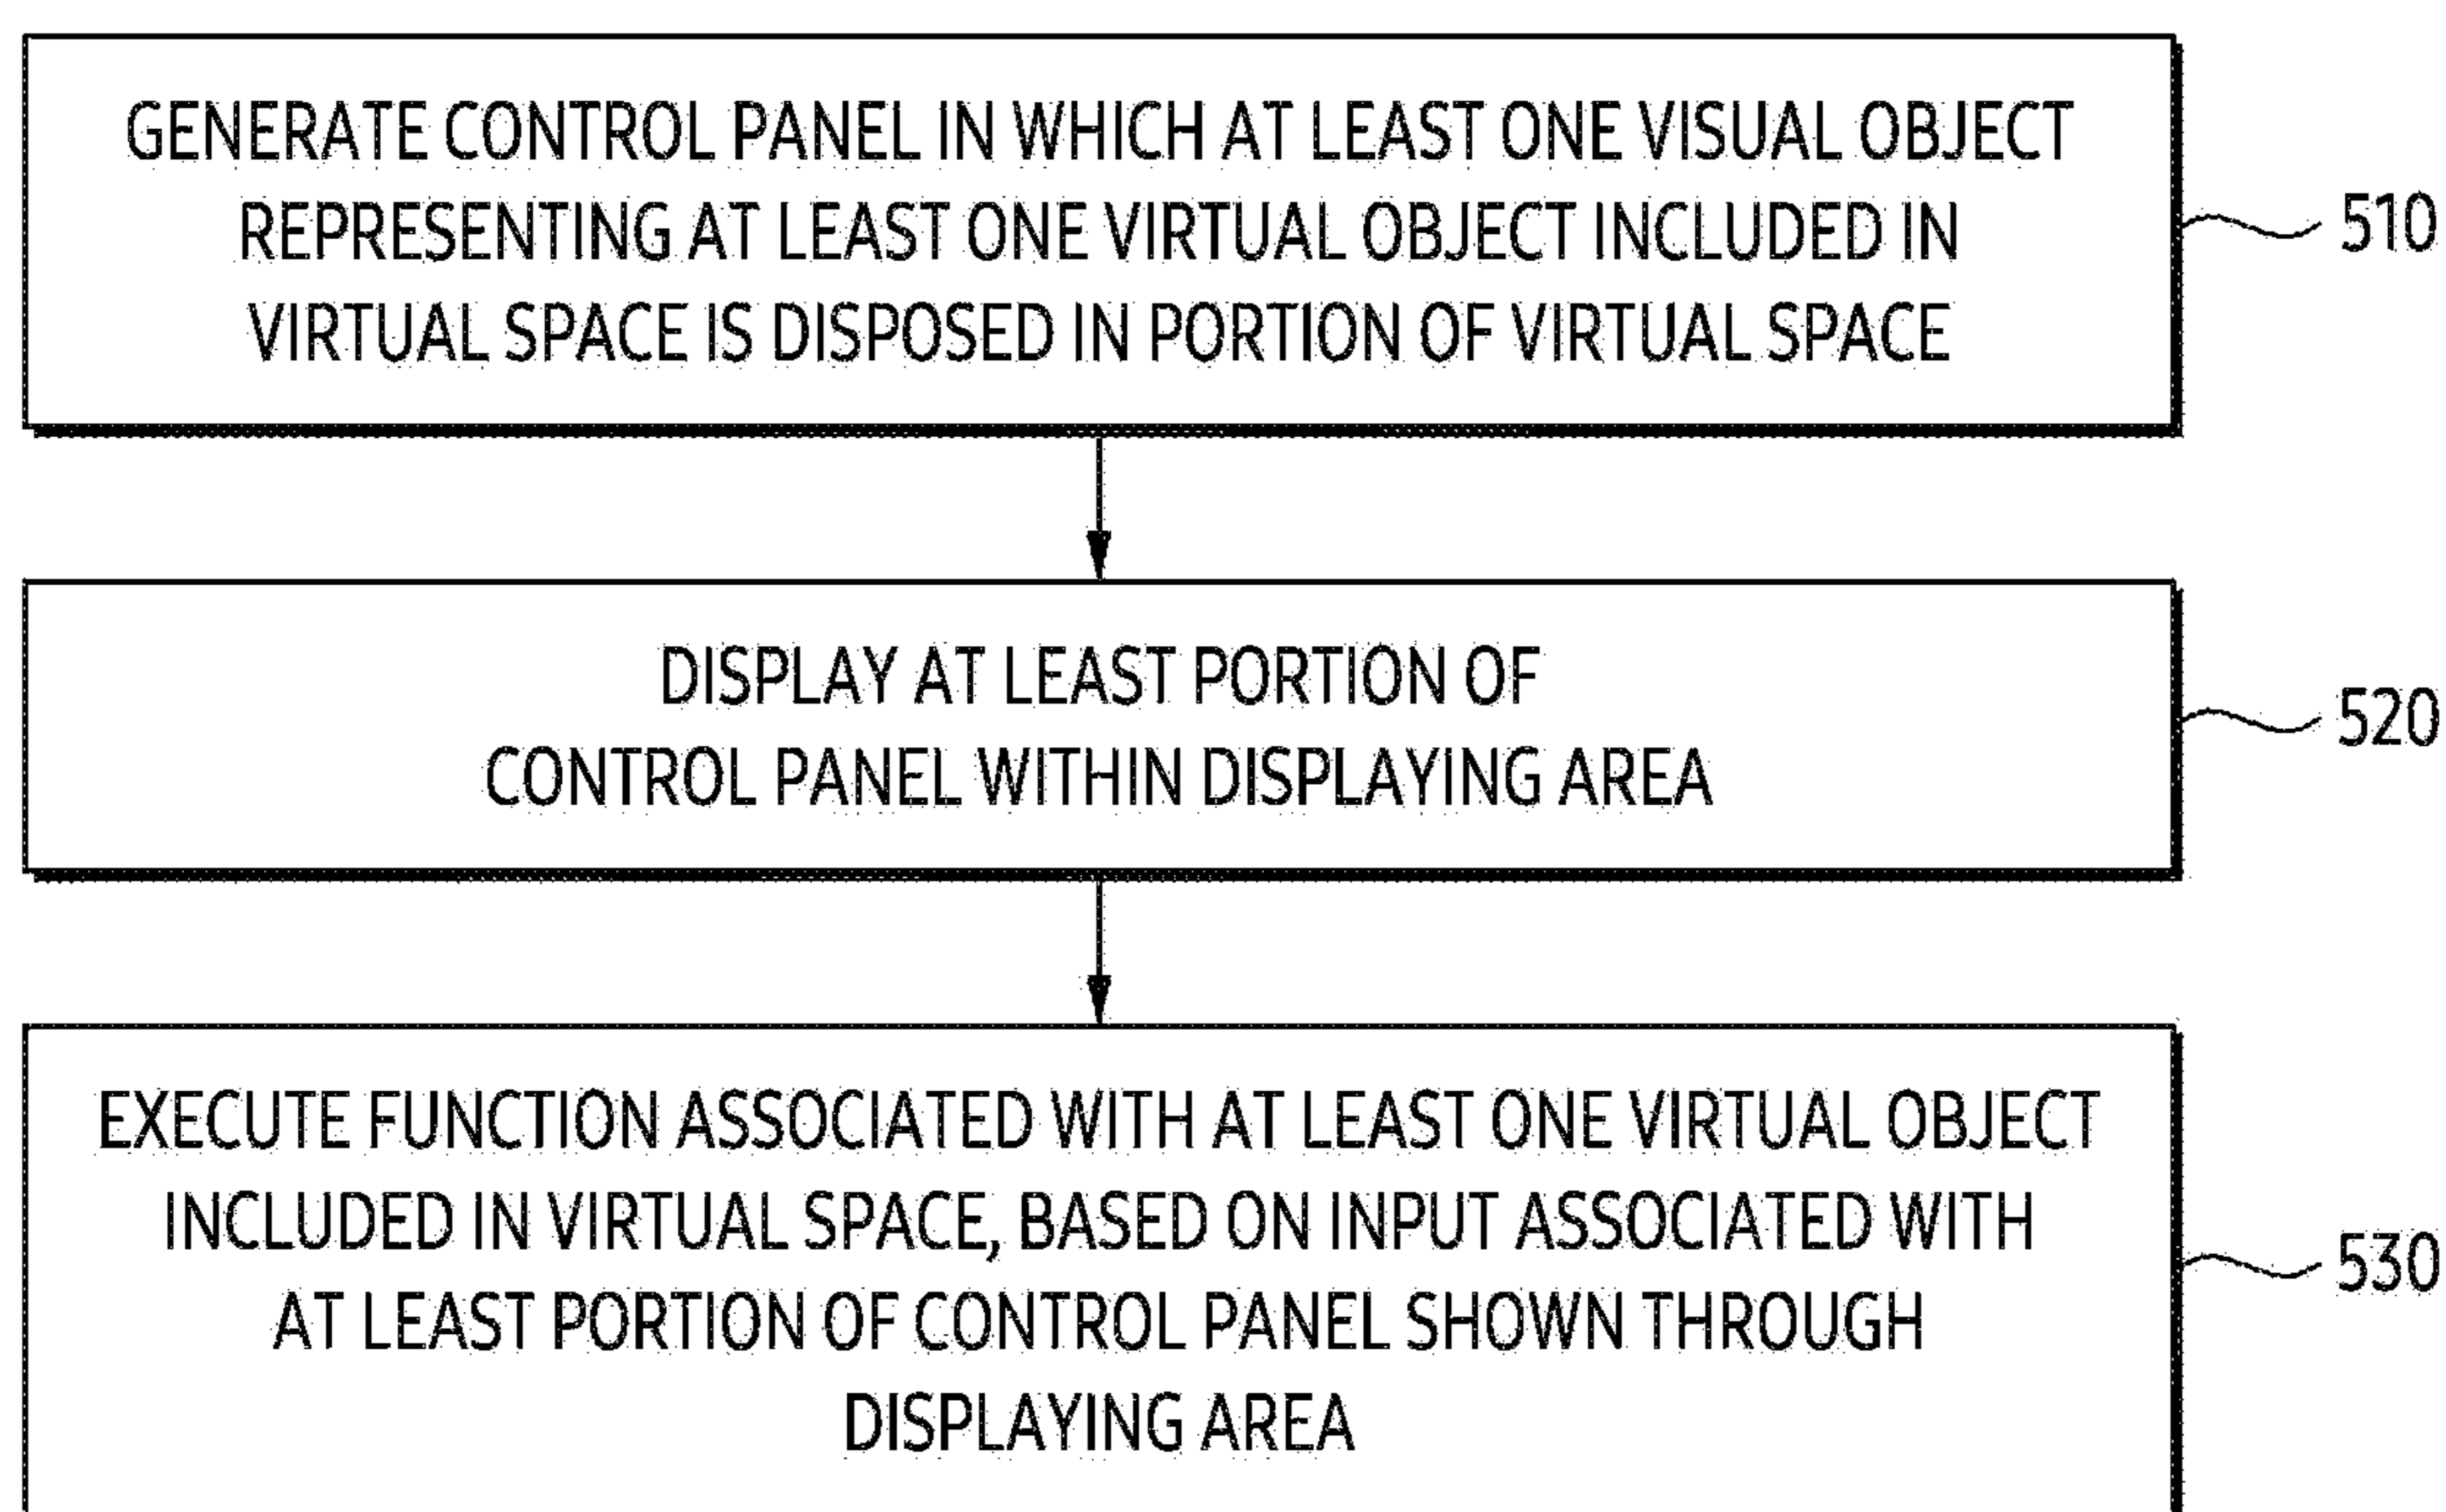 GENERATE CONTROL PANEL IN WHICH AT LEAST ONE VISUAL OBJECT
REPRESENTING AT LEAST ONE VIRTUAL OBJECT INCLUDED IN
VIRTUAL SPACE IS DISPOSED IN PORTION OF VIRTUAL SPACE
510
DISPLAY AT LEAST PORTION OF
CONTROL PANEL WITHIN DISPLAYING AREA
520
EXECUTE FUNCTION ASSOCIATED WITH AT LEAST ONE VIRTUAL OBJECT
INCLUDED IN VIRTUAL SPACE, BASED ON INPUT ASSOCIATED WITH
AT LEAST PORTION OF CONTROL PANEL SHOWN THROUGH
DISPLAYING AREA
530